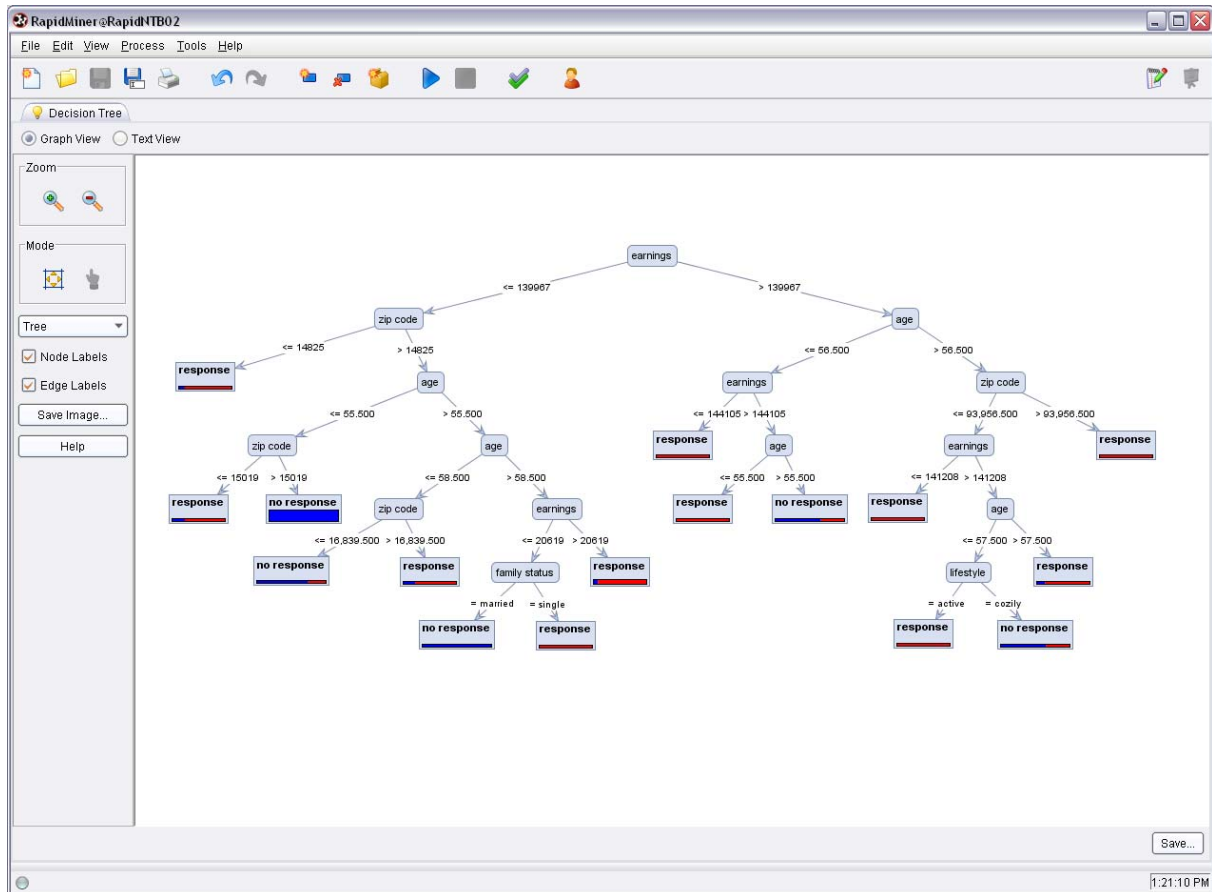 RapidMiner@RapidNTB02
File Edit View Process Tools Help
Decision Tree
Graph View Text View
Zoom
Mode
Tree
Node Labels
Edge Labels
Save Image...
Help
earnings
<= 139967 > 139967
zip code age
<= 14825 > 14825 <= 56.500 > 56.500
response age earnings zip code
<= 55.500 > 55.500 <= 144105 > 144105 <= 93,956.500 > 93,956.500
zip code age response age earnings response
<= 15019 > 15019 <= 58.500 > 58.500 <= 55.500 > 55.500 <= 141208 > 141208
response no response zip code earnings response no response response age
<= 16,839.500 > 16,839.500 <= 20619 > 20619 <= 57.500 > 57.500
no response response family status response lifestyle response
= married = single = active = cozily
no response response response no response
Save...
1:21:10 PM